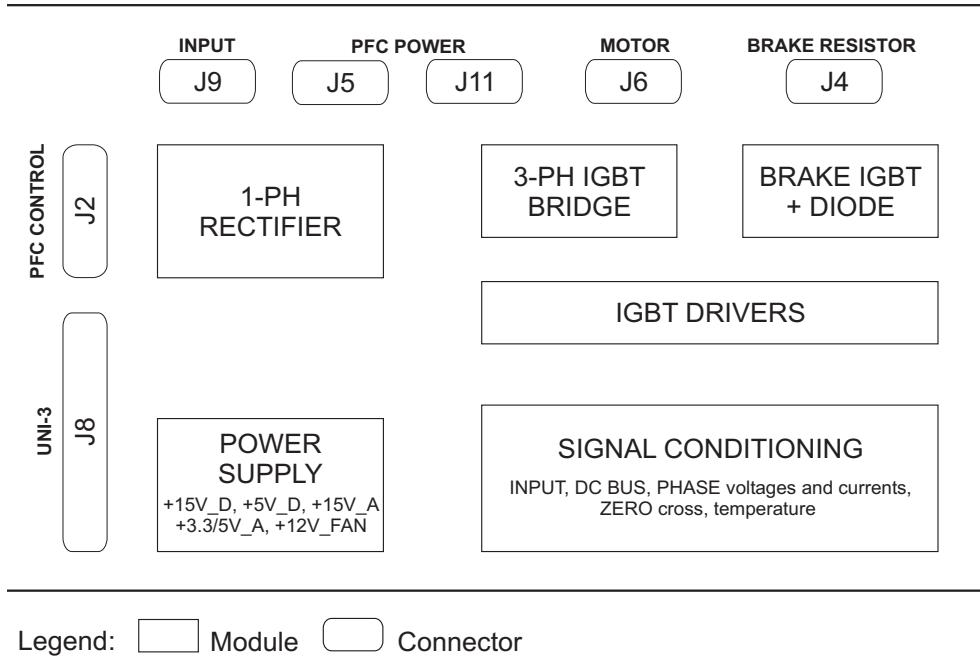 INPUT PFC POWER MOTOR BRAKE RESISTOR
J9 J5 J11 J6 J4
PFC CONTROL
J2
1-PH
RECTIFIER
3-PH IGBT
BRIDGE
BRAKE IGBT
+ DIODE
IGBT DRIVERS
UNI-3
J8
POWER
SUPPLY
+15V_D, +5V_D, +15V_A
+3.3/5V_A, +12V_FAN
SIGNAL CONDITIONING
INPUT, DC BUS, PHASE voltages and currents,
ZERO cross, temperature
Legend: Module Connector